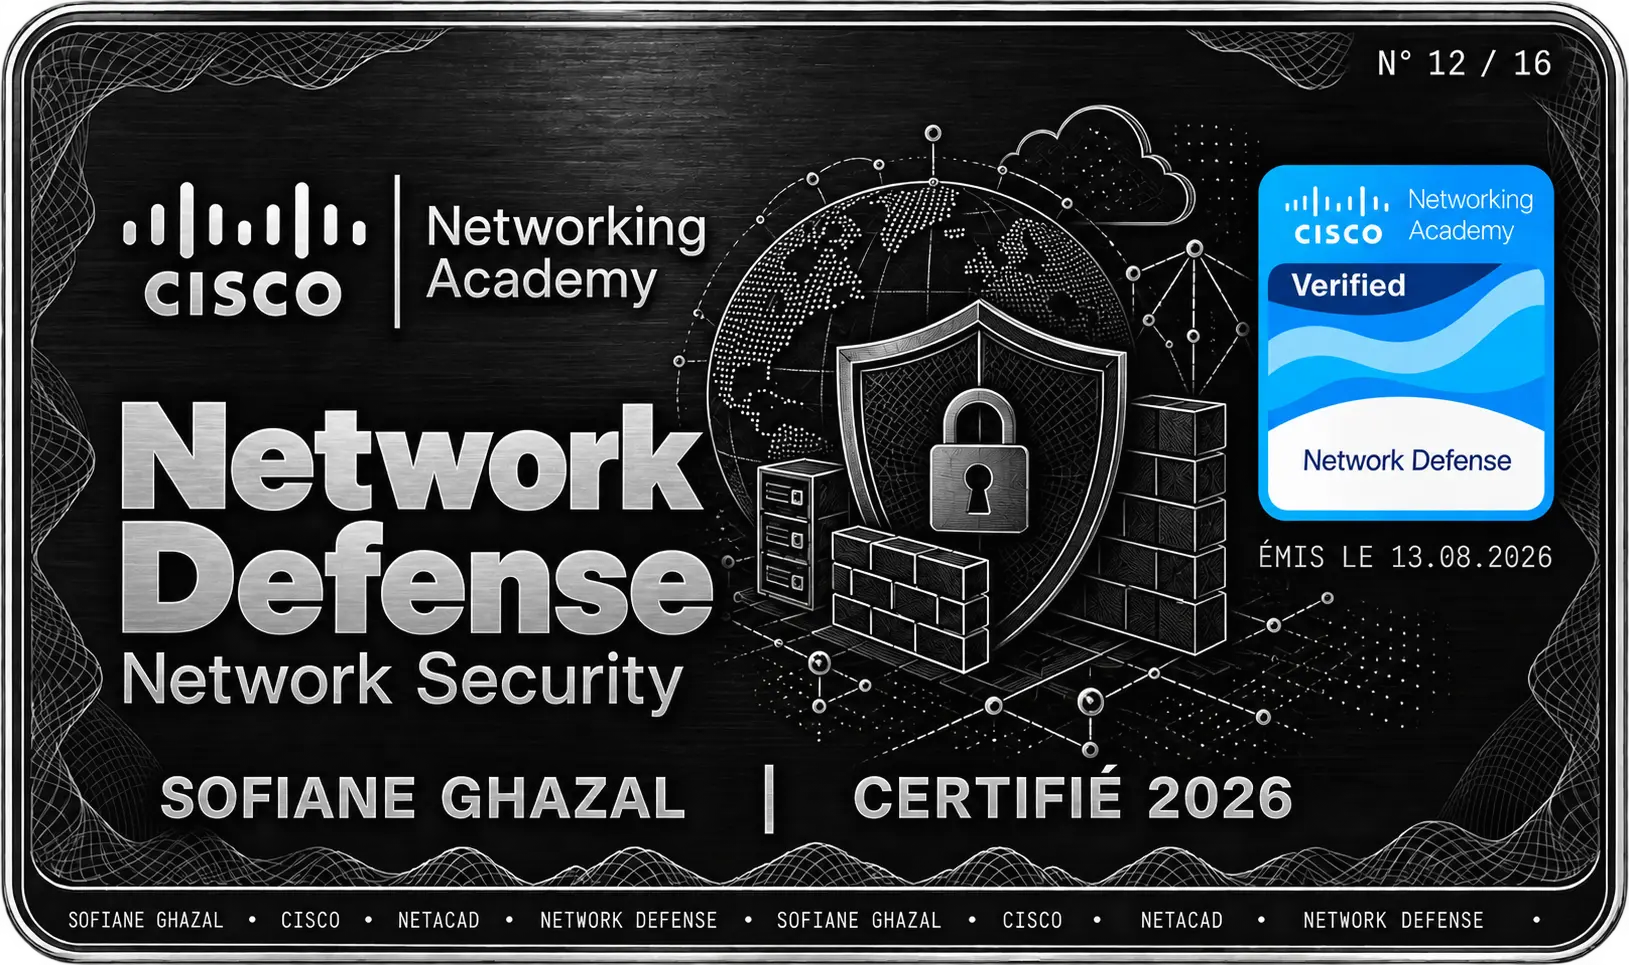 N° 12 / 16
CISCO
Networking
Academy
CISCO
Networking
Academy
Verified
Network Defense
ÉMIS LE 13.08.2026
Network
Defense
Network Security
SOFIANE GHAZAL | CERTIFIÉ 2026
SOFIANE GHAZAL • CISCO • NETACAD • NETWORK DEFENSE • SOFIANE GHAZAL • CISCO • NETACAD • NETWORK DEFENSE •